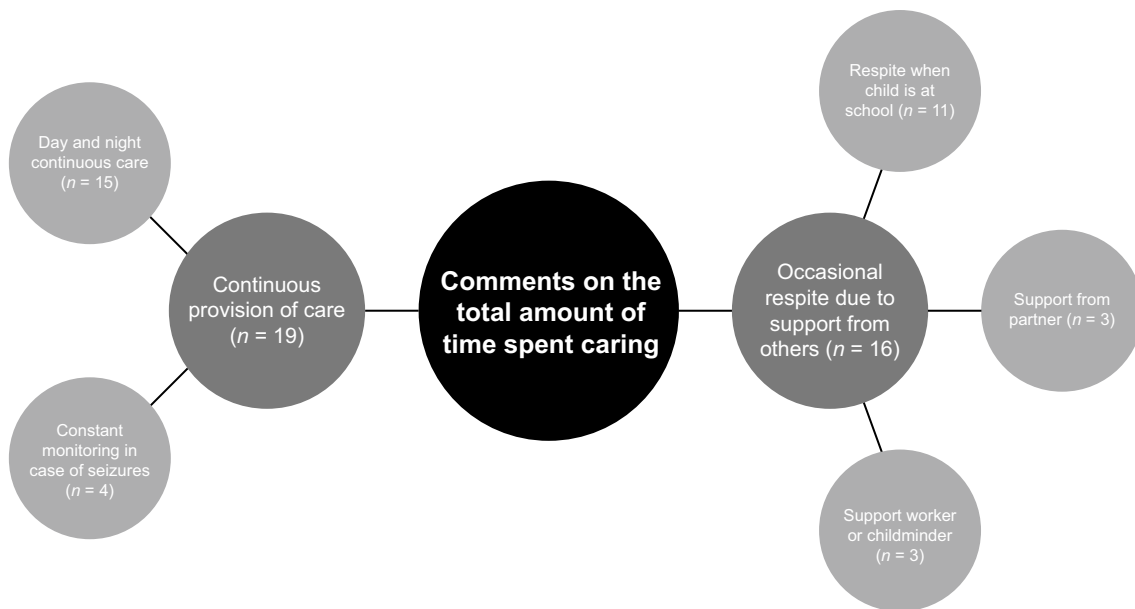 Day and night
continuous care
(n = 15)
Continuous
provision of care
(n = 19)
Constant
monitoring in
case of seizures
(n = 4)
Comments on the
total amount of
time spent caring
Respite when
child is at
school (n = 11)
Occasional
respite due to
support from
others (n = 16)
Support from
partner (n = 3)
Support worker
or childminder
(n = 3)